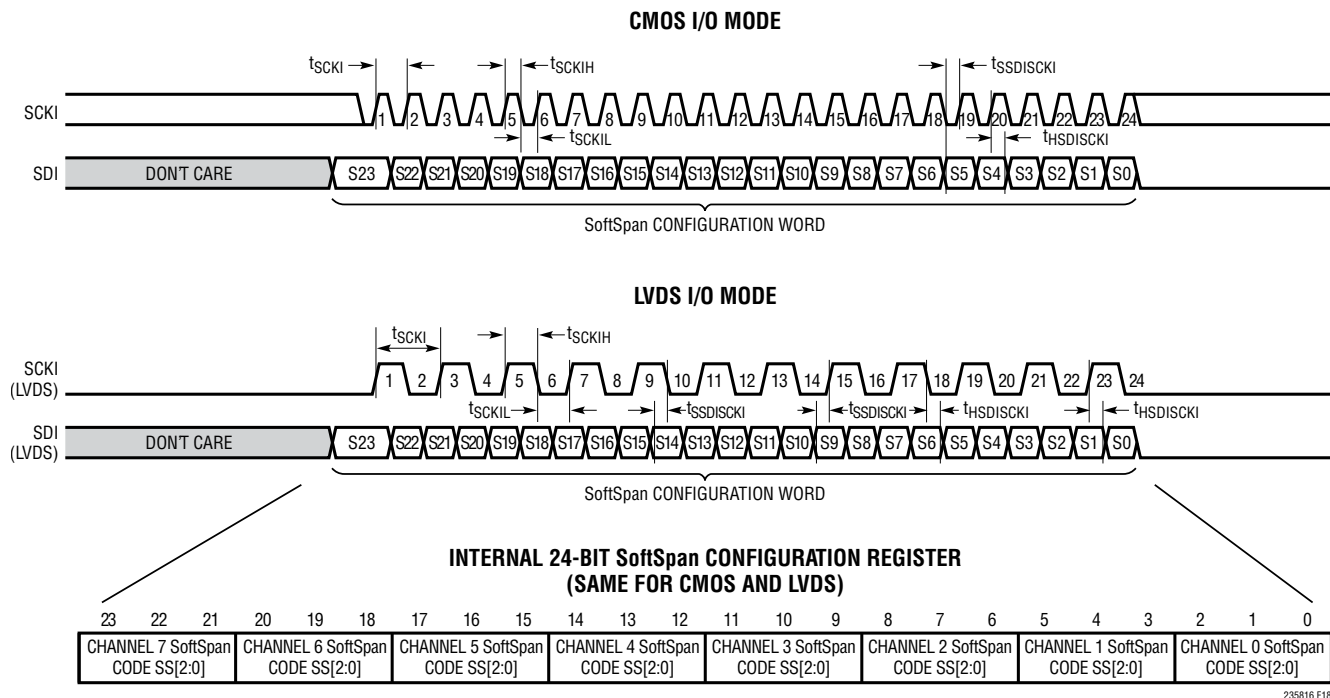 CMOS I/O MODE
tSCKI tSCKIH tSSDISCKI
SCKI 1 2 3 4 5 6 7 8 9 10 11 12 13 14 15 16 17 18 19 20 21 22 23 24
tSCKIL tHSDISCKI
SDI DON'T CARE S23 S22 S21 S20 S19 S18 S17 S16 S15 S14 S13 S12 S11 S10 S9 S8 S7 S6 S5 S4 S3 S2 S1 S0
SoftSpan CONFIGURATION WORD
LVDS I/O MODE
tSCKI tSCKIH
SCKI
(LVDS)
1 2 3 4 5 6 7 8 9 10 11 12 13 14 15 16 17 18 19 20 21 22 23 24
tSCKIL tSSDISCKI tSSDISCKI tHSDISCKI tHSDISCKI
SDI
(LVDS)
DON'T CARE S23 S22 S21 S20 S19 S18 S17 S16 S15 S14 S13 S12 S11 S10 S9 S8 S7 S6 S5 S4 S3 S2 S1 S0
SoftSpan CONFIGURATION WORD
INTERNAL 24-BIT SoftSpan CONFIGURATION REGISTER
(SAME FOR CMOS AND LVDS)
23 22 21 20 19 18 17 16 15 14 13 12 11 10 9 8 7 6 5 4 3 2 1 0
CHANNEL 7 SoftSpan
CODE SS[2:0]
CHANNEL 6 SoftSpan
CODE SS[2:0]
CHANNEL 5 SoftSpan
CODE SS[2:0]
CHANNEL 4 SoftSpan
CODE SS[2:0]
CHANNEL 3 SoftSpan
CODE SS[2:0]
CHANNEL 2 SoftSpan
CODE SS[2:0]
CHANNEL 1 SoftSpan
CODE SS[2:0]
CHANNEL 0 SoftSpan
CODE SS[2:0]
235816 F18